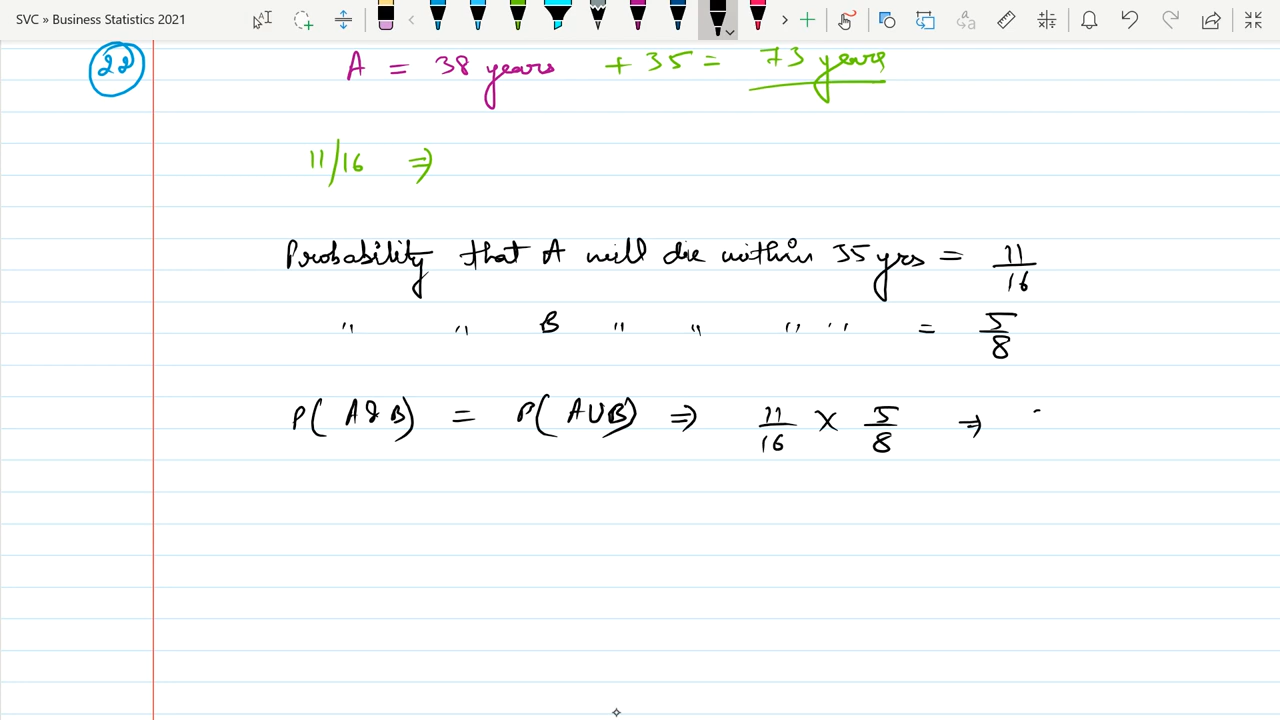 SVC » Business Statistics 2021
22
A = 38 years + 35 = 73 years
11/16 ⇒
Probability that A will die within 35 yrs = 11/16
" " B " " " " = 5/8
P(A & B) = P(A∪B) ⇒ 11/16 × 5/8 ⇒